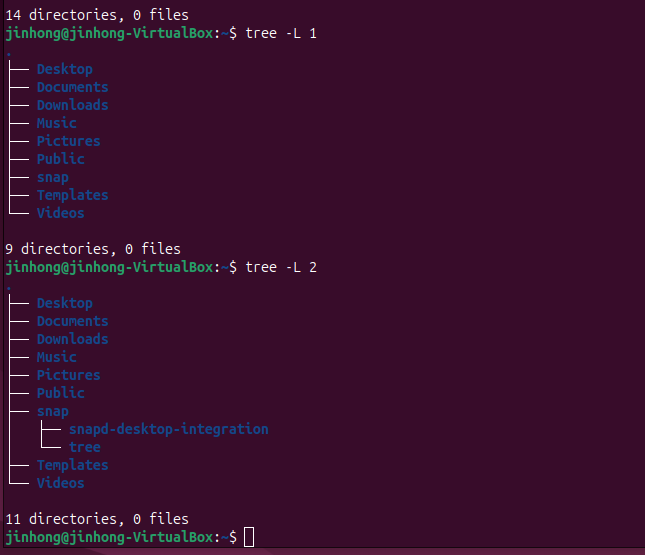 14 directories, 0 files
jinhong@jinhong-VirtualBox:~$ tree -L 1
.
├── Desktop
├── Documents
├── Downloads
├── Music
├── Pictures
├── Public
├── snap
├── Templates
└── Videos

9 directories, 0 files
jinhong@jinhong-VirtualBox:~$ tree -L 2
.
├── Desktop
├── Documents
├── Downloads
├── Music
├── Pictures
├── Public
├── snap
│   ├── snapd-desktop-integration
│   └── tree
├── Templates
└── Videos

11 directories, 0 files
jinhong@jinhong-VirtualBox:~$